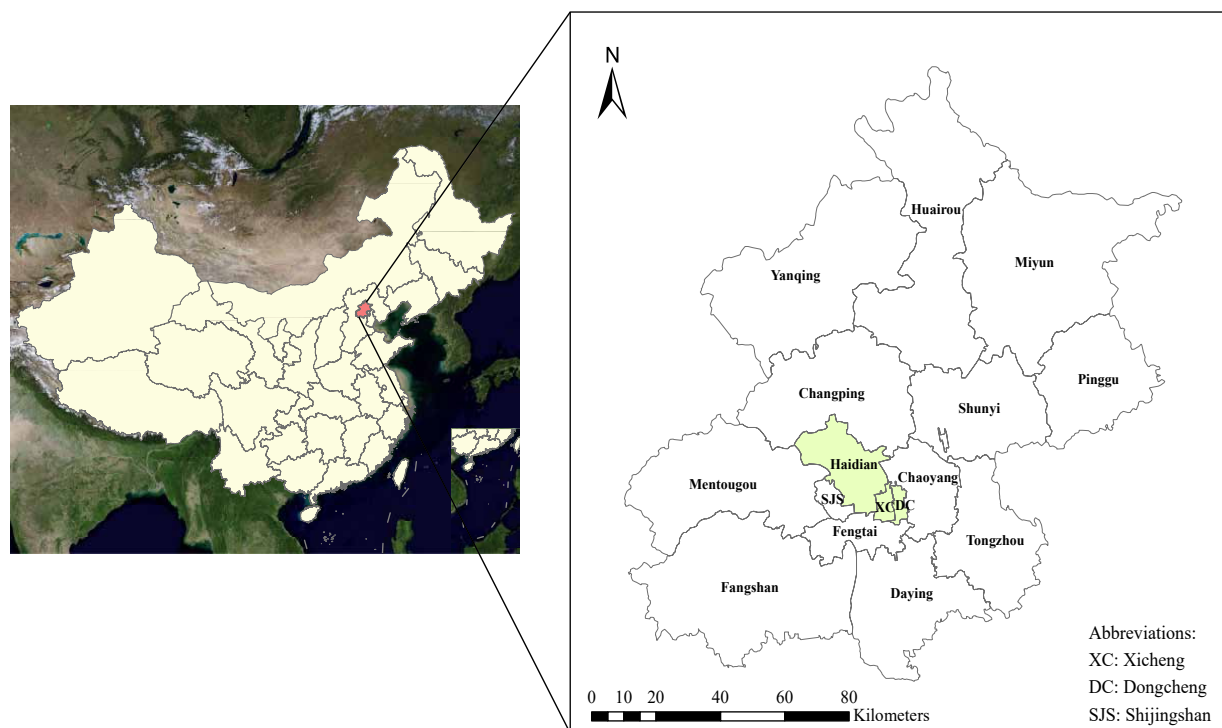 N
Huairou
Miyun
Yanqing
Pinggu
Changping
Shunyi
Haidian
Chaoyang
Mentougou
SJS
XC
DC
Fengtai
Tongzhou
Fangshan
Daying
Abbreviations:
XC: Xicheng
DC: Dongcheng
SJS: Shijingshan
0 10 20 40 60 80
Kilometers